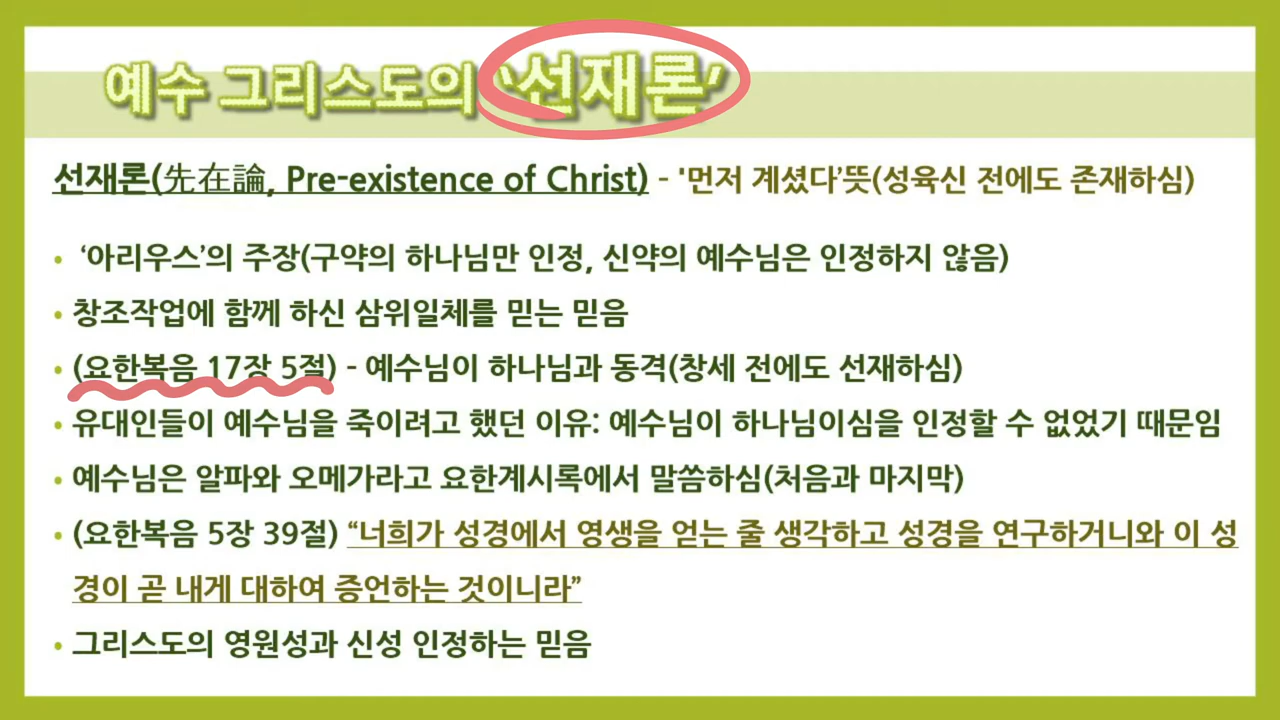 예수 그리스도의 ‘선재론’
선재론(先在論, Pre-existence of Christ) - '먼저 계셨다’뜻(성육신 전에도 존재하심)
• ‘아리우스’의 주장(구약의 하나님만 인정, 신약의 예수님은 인정하지 않음)
• 창조작업에 함께 하신 삼위일체를 믿는 믿음
• (요한복음 17장 5절) - 예수님이 하나님과 동격(창세 전에도 선재하심)
• 유대인들이 예수님을 죽이려고 했던 이유: 예수님이 하나님이심을 인정할 수 없었기 때문임
• 예수님은 알파와 오메가라고 요한계시록에서 말씀하심(처음과 마지막)
• (요한복음 5장 39절) “너희가 성경에서 영생을 얻는 줄 생각하고 성경을 연구하거니와 이 성
경이 곧 내게 대하여 증언하는 것이니라”
• 그리스도의 영원성과 신성 인정하는 믿음